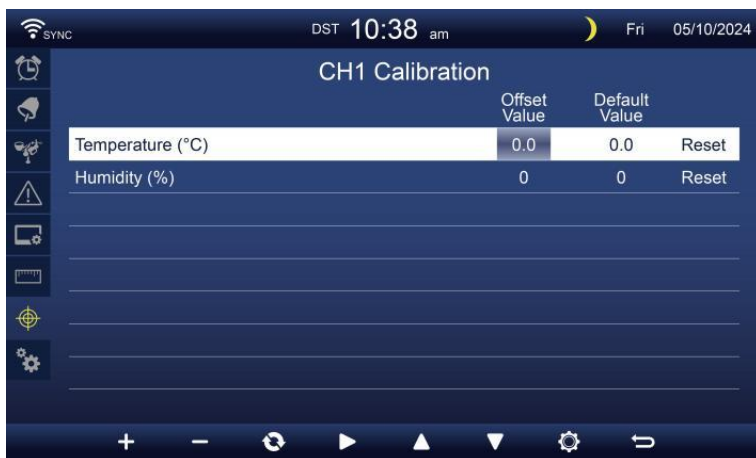 SYNC DST 10:38 am Fri 05/10/2024
CH1 Calibration
Offset Value Default Value
Temperature (°C) 0.0 0.0 Reset
Humidity (%) 0 0 Reset